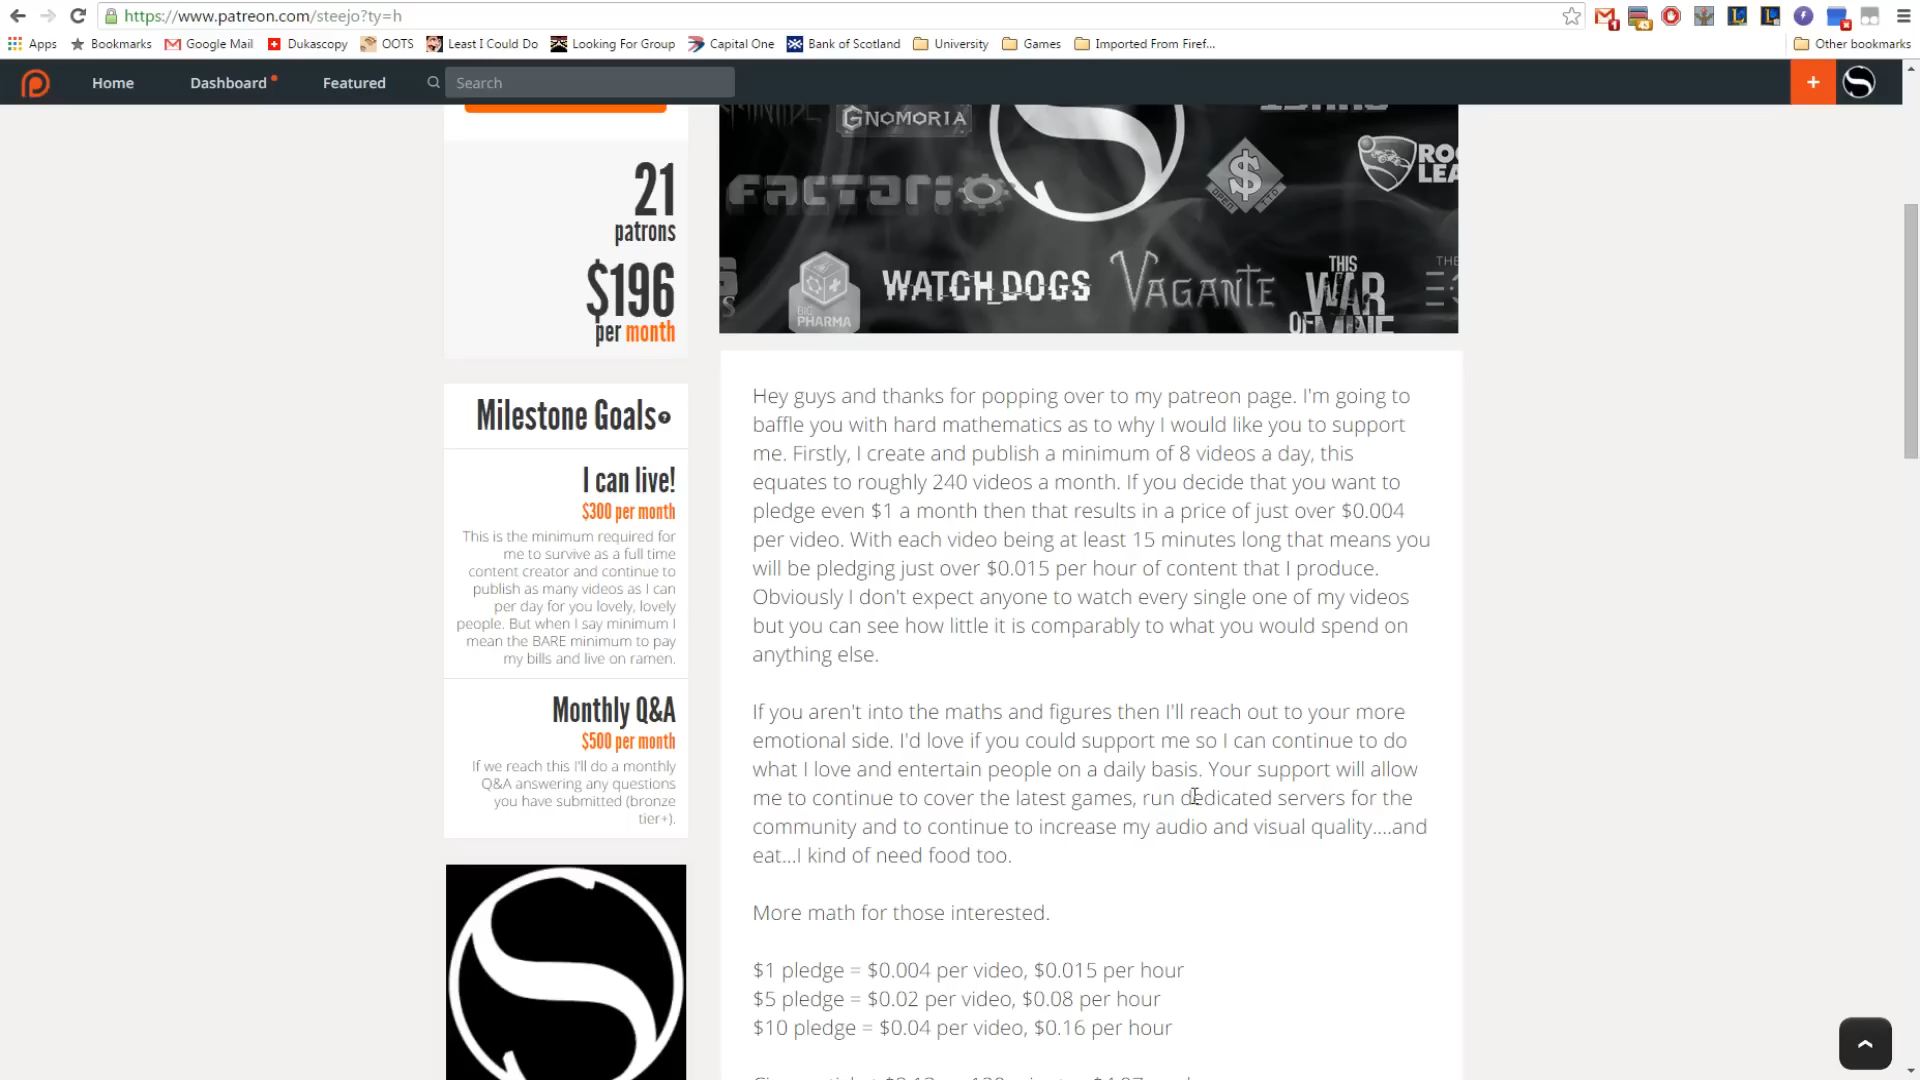 https://www.patreon.com/steejo?ty=h
Apps Bookmarks Google Mail Dukascopy OOTS Least I Could Do Looking For Group Capital One Bank of Scotland University Games Imported From Firef... Other bookmarks
Home Dashboard Featured Search
GNOMORIA
FACTORIO
OPEN TTD
ROC
LEA
BIG
PHARMA
WATCH_DOGS
VAGANTE
THIS
WAR
OF MINE
THE
21
patrons
$196
per month
Milestone Goals
I can live!
$300 per month
This is the minimum required for
me to survive as a full time
content creator and continue to
publish as many videos as I can
per day for you lovely, lovely
people. But when I say minimum I
mean the BARE minimum to pay
my bills and live on ramen.
Monthly Q&A
$500 per month
If we reach this I'll do a monthly
Q&A answering any questions
you have submitted (bronze
tier+).
Hey guys and thanks for popping over to my patreon page. I'm going to
baffle you with hard mathematics as to why I would like you to support
me. Firstly, I create and publish a minimum of 8 videos a day, this
equates to roughly 240 videos a month. If you decide that you want to
pledge even $1 a month then that results in a price of just over $0.004
per video. With each video being at least 15 minutes long that means you
will be pledging just over $0.015 per hour of content that I produce.
Obviously I don't expect anyone to watch every single one of my videos
but you can see how little it is comparably to what you would spend on
anything else.
If you aren't into the maths and figures then I'll reach out to your more
emotional side. I'd love if you could support me so I can continue to do
what I love and entertain people on a daily basis. Your support will allow
me to continue to cover the latest games, run dedicated servers for the
community and to continue to increase my audio and visual quality....and
eat...I kind of need food too.
More math for those interested.
$1 pledge = $0.004 per video, $0.015 per hour
$5 pledge = $0.02 per video, $0.08 per hour
$10 pledge = $0.04 per video, $0.16 per hour